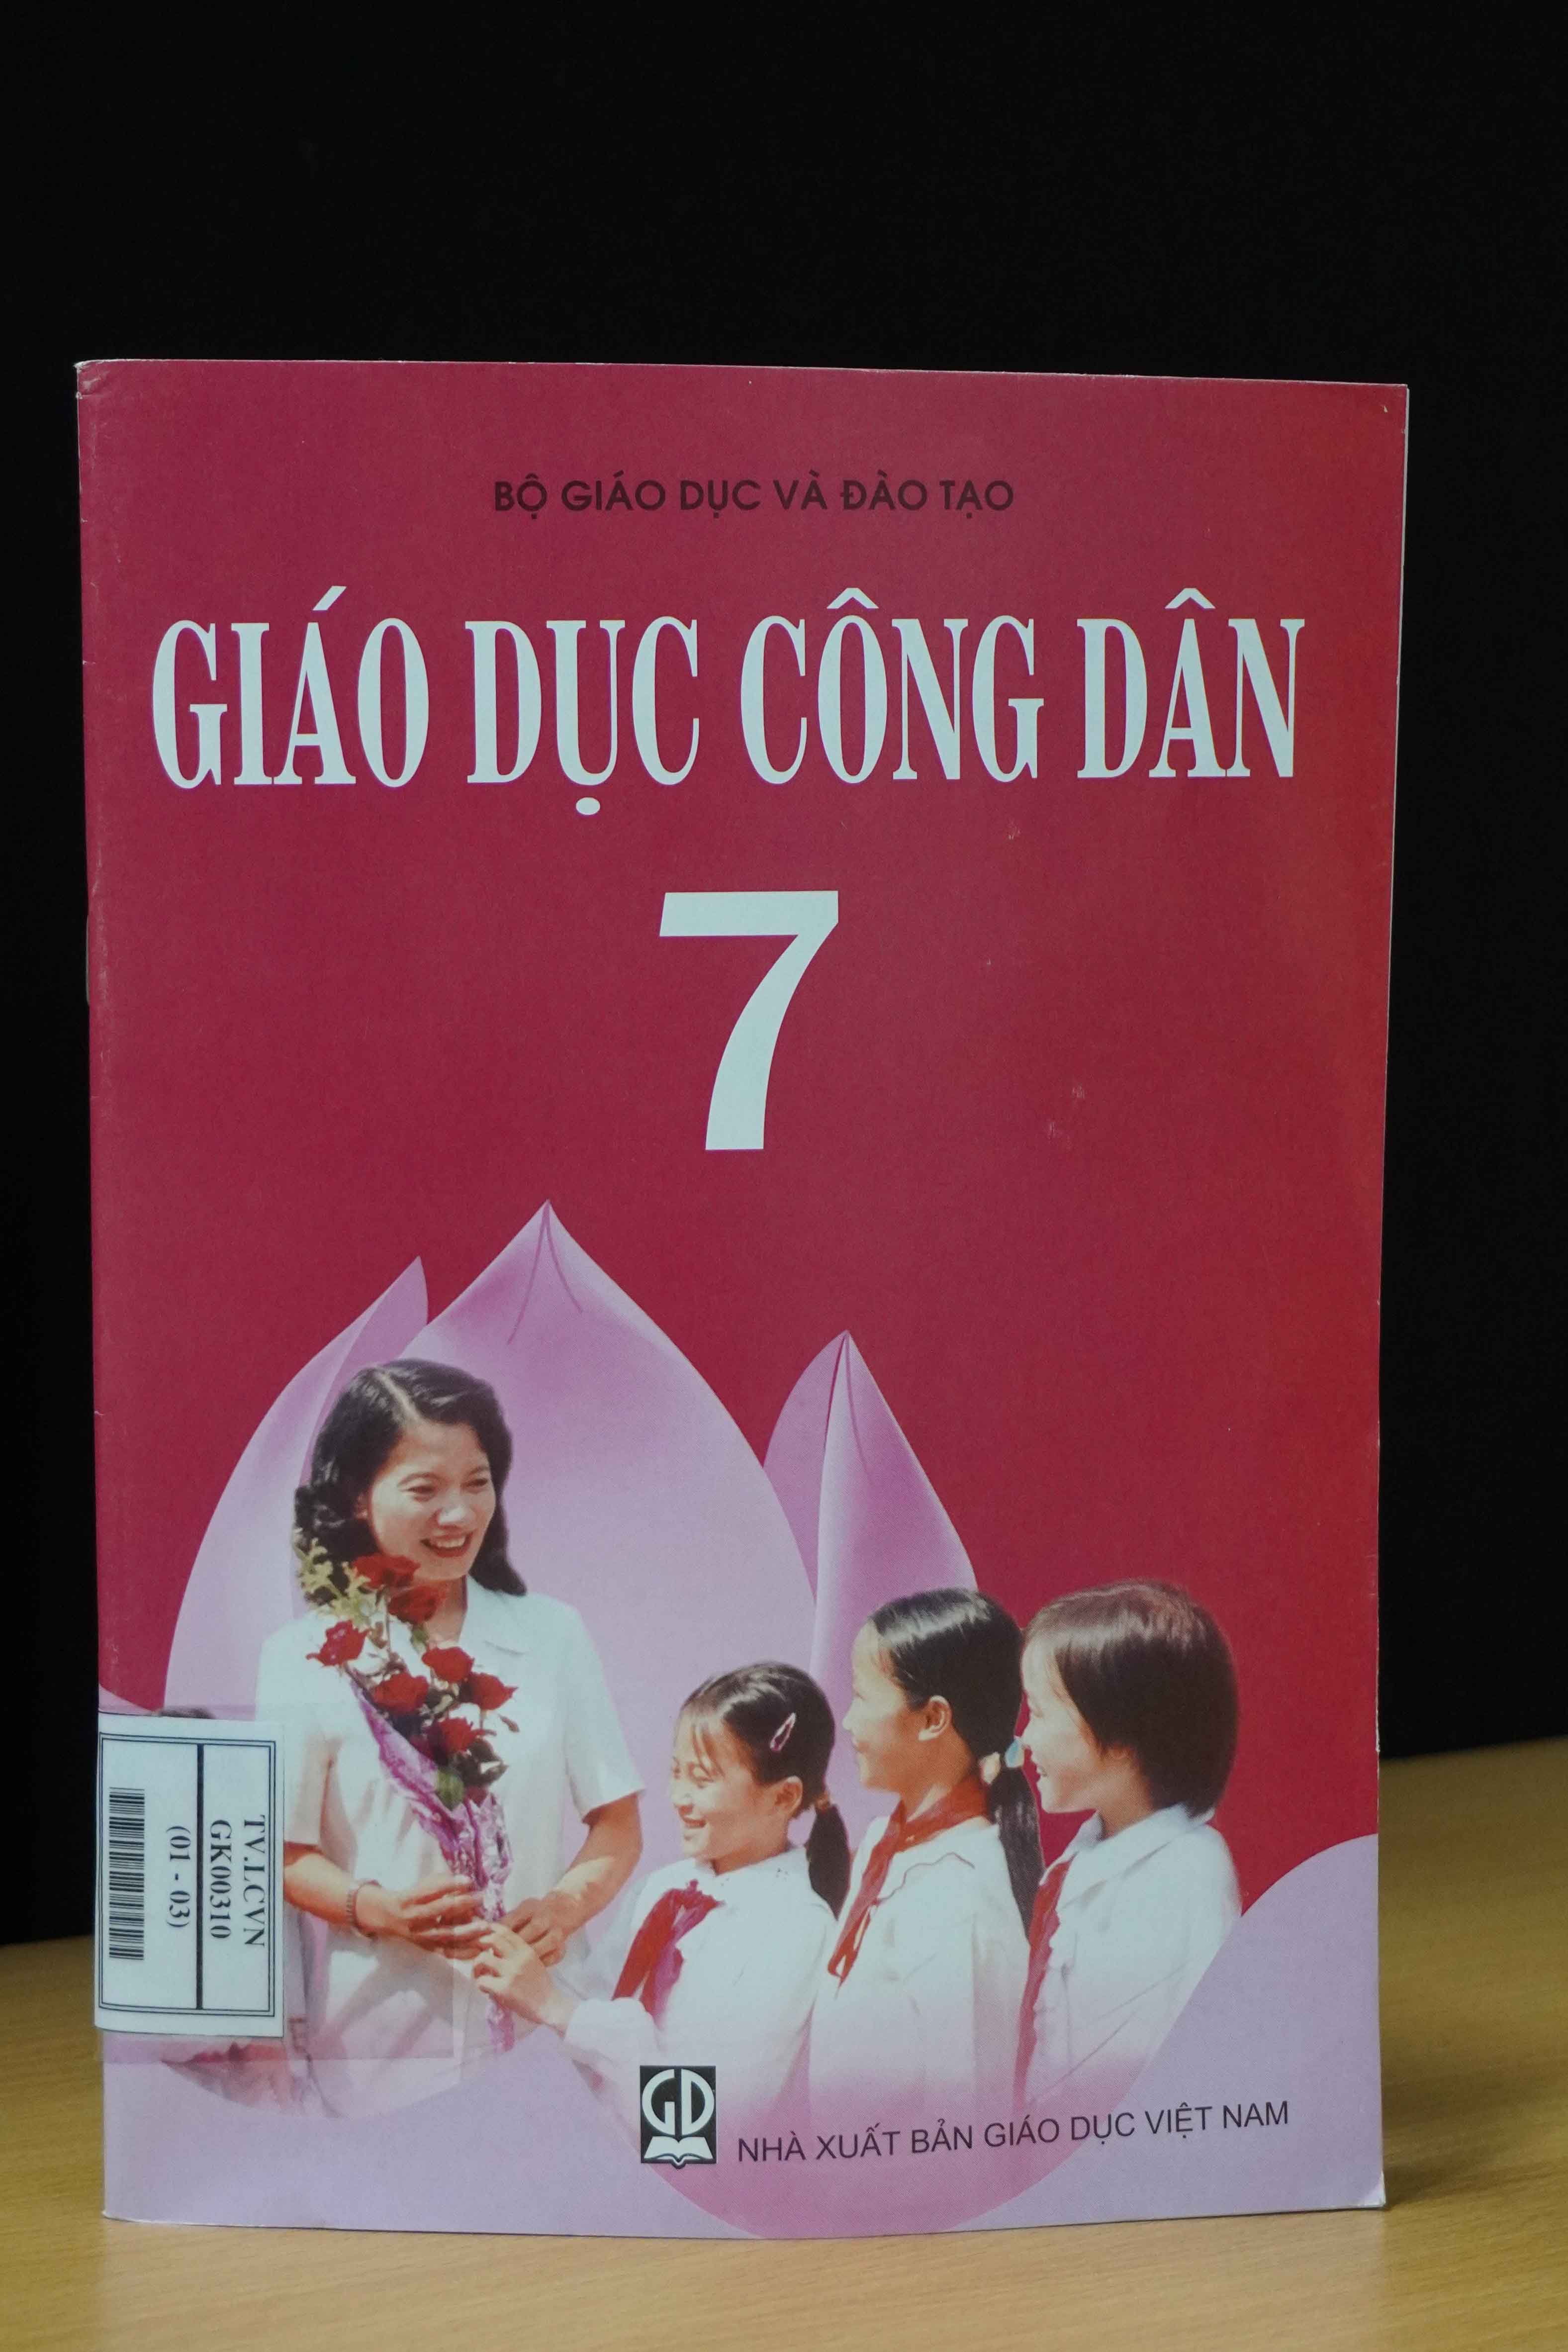 BỘ GIÁO DỤC VÀ ĐÀO TẠO
GIÁO DỤC CÔNG DÂN
7
TV.LCVN
GK00310
(01 - 03)
GD
NHÀ XUẤT BẢN GIÁO DỤC VIỆT NAM